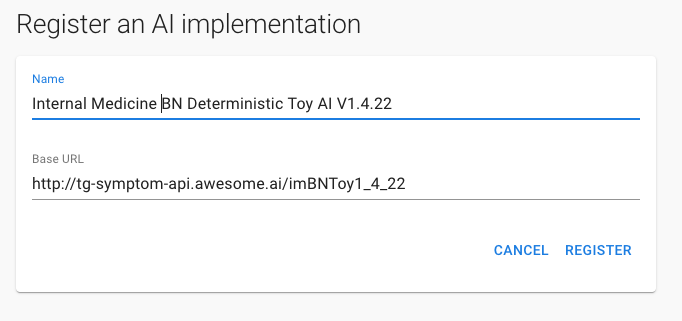 Register an AI implementation
Name
Internal Medicine BN Deterministic Toy AI V1.4.22
Base URL
http://tg-symptom-api.awesome.ai/imBNToy1_4_22
CANCEL REGISTER